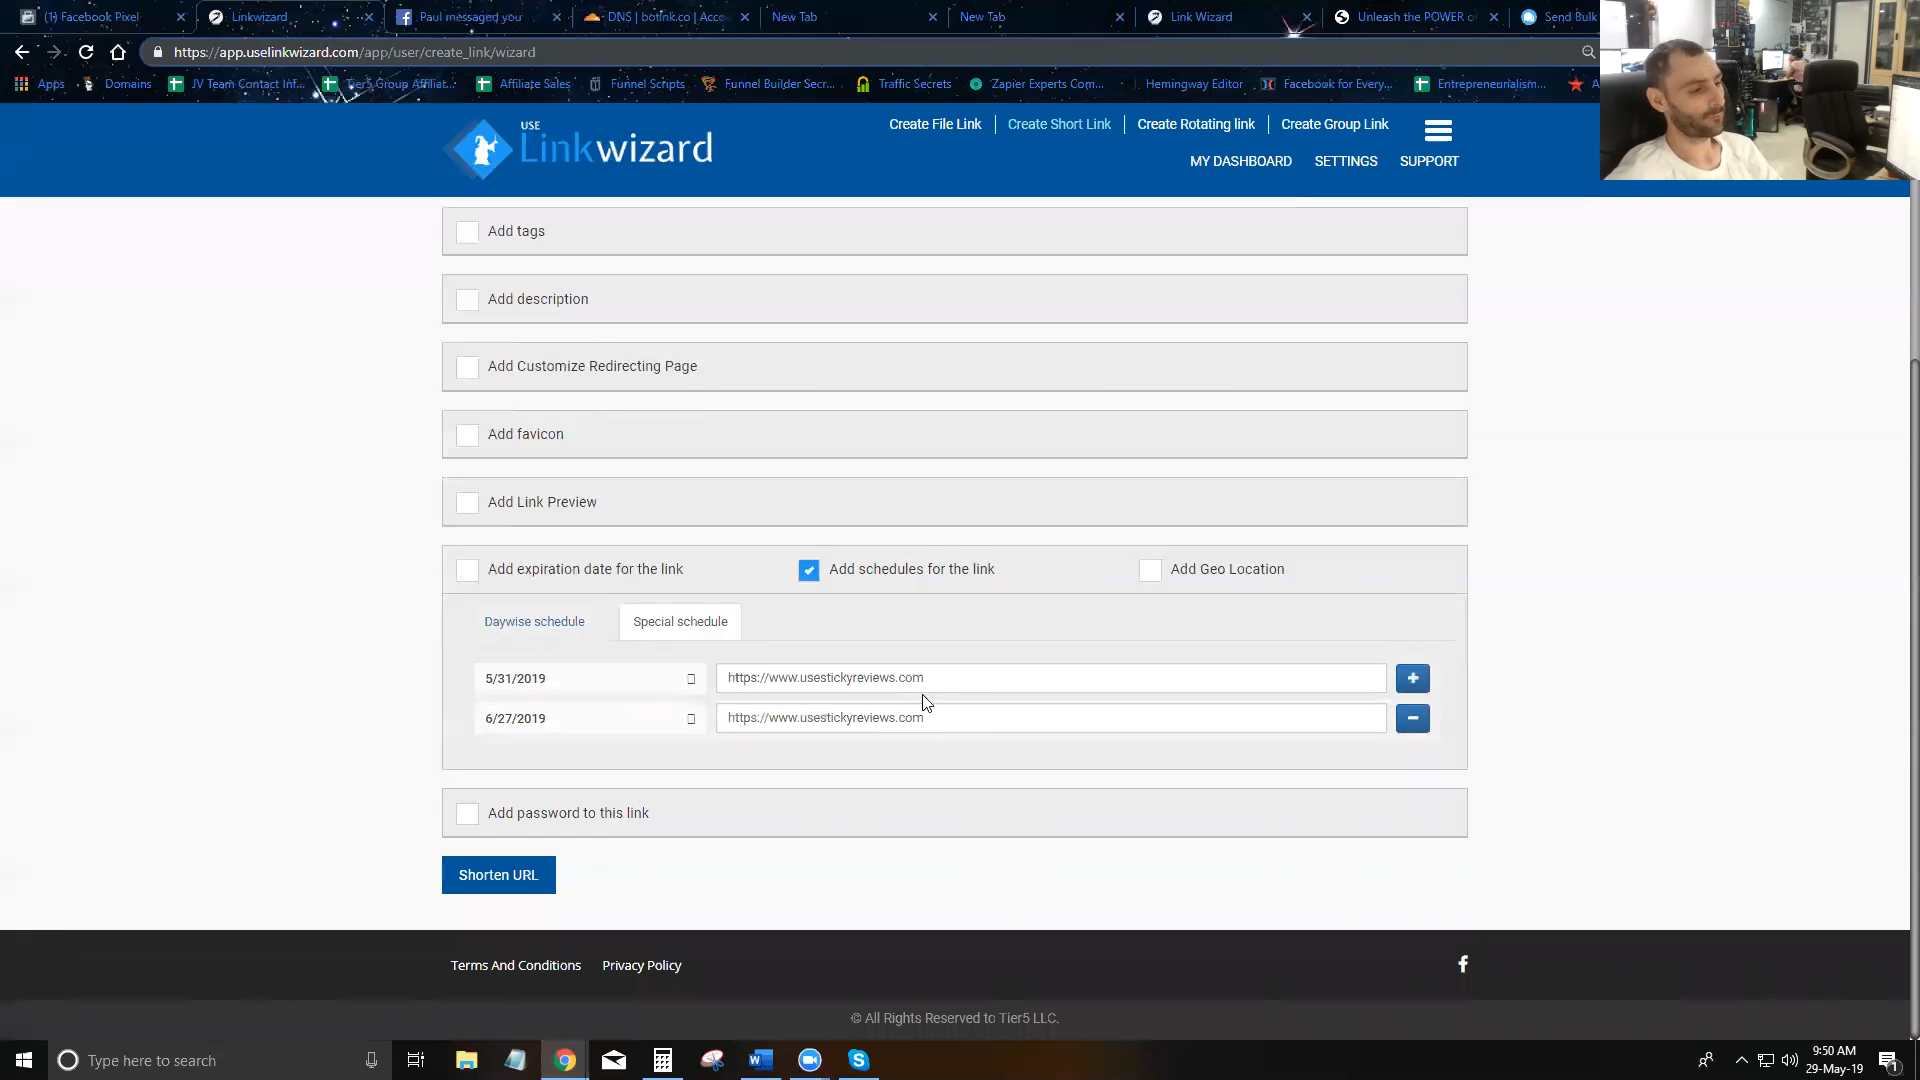 (1) Facebook Pixel
Linkwizard
Paul messaged you
DNS | botlink.co | Acco
New Tab
New Tab
Link Wizard
Unleash the POWER o
Send Bulk
https://app.uselinkwizard.com/app/user/create_link/wizard
Apps
Domains
JV Team Contact Inf...
Tier5 Group Affiliat...
Affiliate Sales
Funnel Scripts
Funnel Builder Secr...
Traffic Secrets
Zapier Experts Com...
Hemingway Editor
Facebook for Every...
Entrepreneurialism...
USE
Linkwizard
Create File Link
Create Short Link
Create Rotating link
Create Group Link
MY DASHBOARD
SETTINGS
SUPPORT
Add tags
Add description
Add Customize Redirecting Page
Add favicon
Add Link Preview
Add expiration date for the link
Add schedules for the link
Add Geo Location
Daywise schedule
Special schedule
5/31/2019
https://www.usestickyreviews.com
+
6/27/2019
https://www.usestickyreviews.com
-
Add password to this link
Shorten URL
Terms And Conditions
Privacy Policy
© All Rights Reserved to Tier5 LLC.
Type here to search
9:50 AM
29-May-19
1